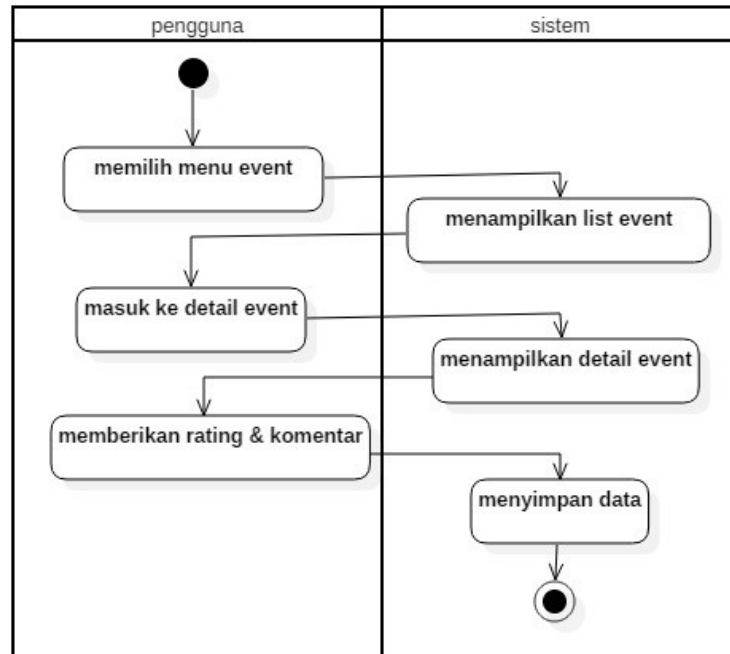 pengguna
sistem
memilih menu event
menampilkan list event
masuk ke detail event
menampilkan detail event
memberikan rating & komentar
menyimpan data